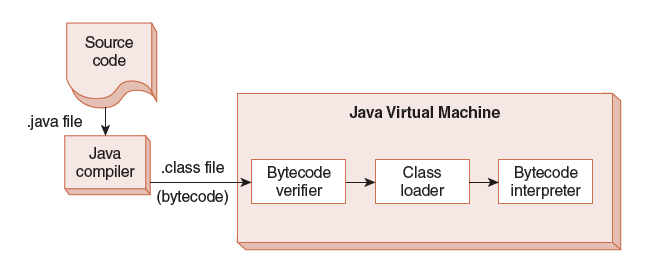 Source
code
.java file
Java
compiler
.class file
(bytecode)
Java Virtual Machine
Bytecode
verifier
Class
loader
Bytecode
interpreter